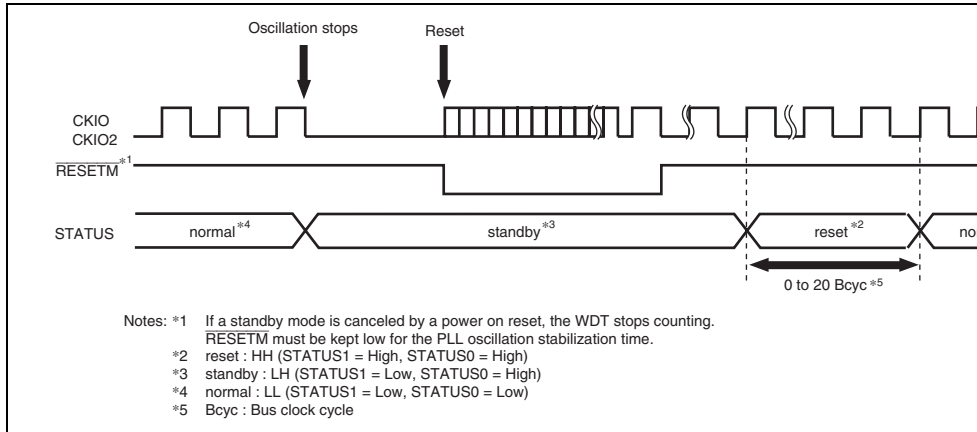 Oscillation stops
Reset
CKIO
CKIO2
RESETM*1
STATUS
normal*4
standby*3
reset*2
no
0 to 20 Bcyc*5
Notes: *1 If a standby mode is canceled by a power on reset, the WDT stops counting.
RESETM must be kept low for the PLL oscillation stabilization time.
*2 reset : HH (STATUS1 = High, STATUS0 = High)
*3 standby : LH (STATUS1 = Low, STATUS0 = High)
*4 normal : LL (STATUS1 = Low, STATUS0 = Low)
*5 Bcyc : Bus clock cycle